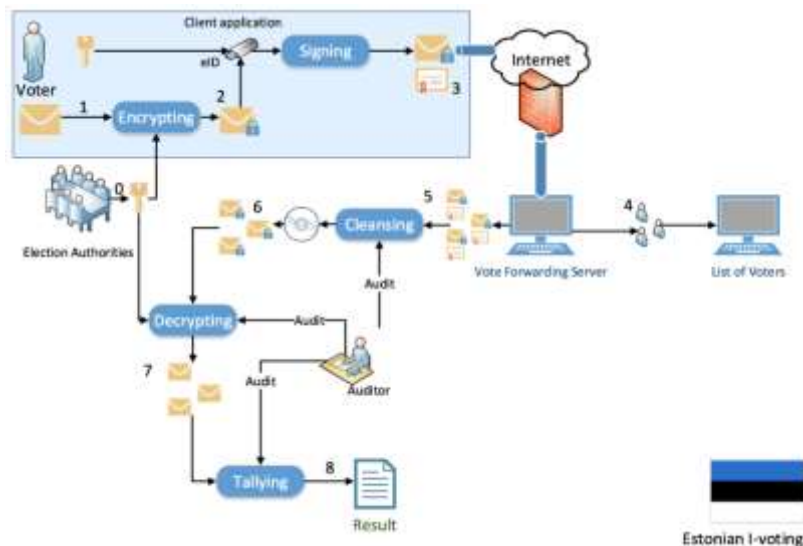 Client application
Voter
eID
Signing
1
Encrypting
2
3
Internet
0
Election Authorities
6
Cleansing
5
4
Vote Forwarding Server
List of Voters
Audit
Decrypting
Audit
7
Audit
Auditor
Tallying
8
Result
Estonian I-voting